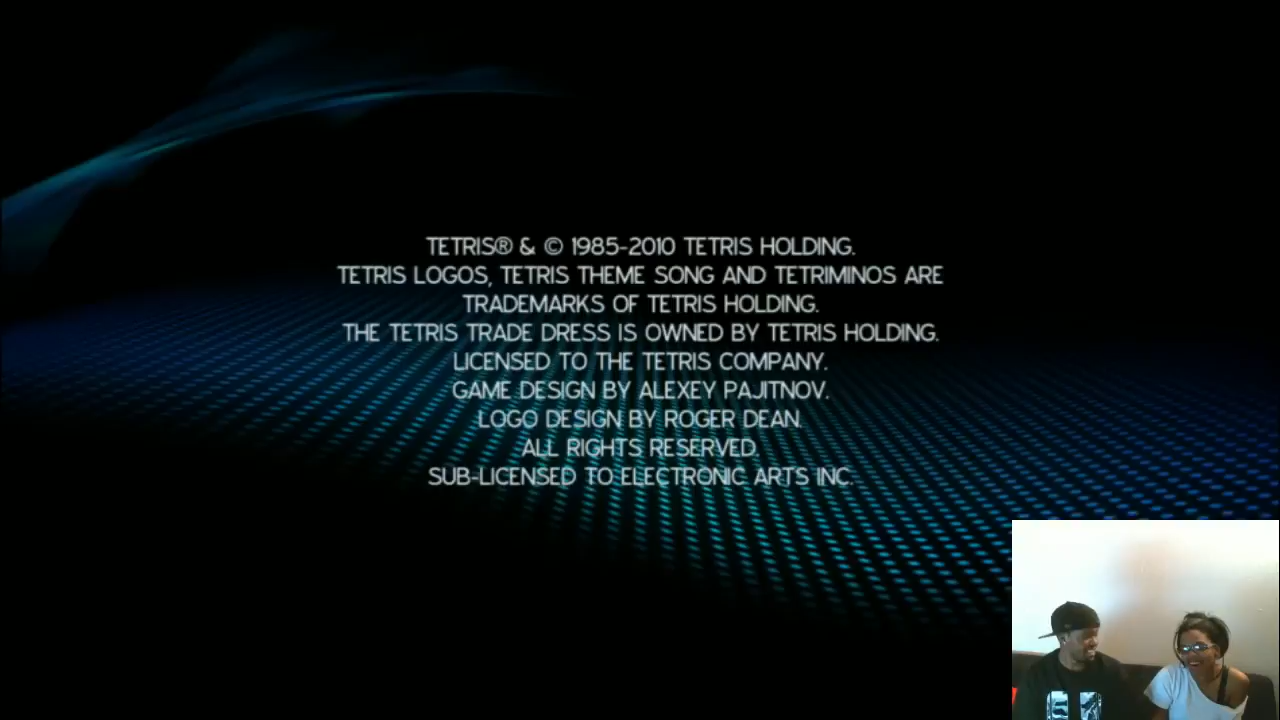 TETRIS® & © 1985-2010 TETRIS HOLDING.
TETRIS LOGOS, TETRIS THEME SONG AND TETRIMINOS ARE
TRADEMARKS OF TETRIS HOLDING.
THE TETRIS TRADE DRESS IS OWNED BY TETRIS HOLDING.
LICENSED TO THE TETRIS COMPANY.
GAME DESIGN BY ALEXEY PAJITNOV.
LOGO DESIGN BY ROGER DEAN.
ALL RIGHTS RESERVED.
SUB-LICENSED TO ELECTRONIC ARTS INC.